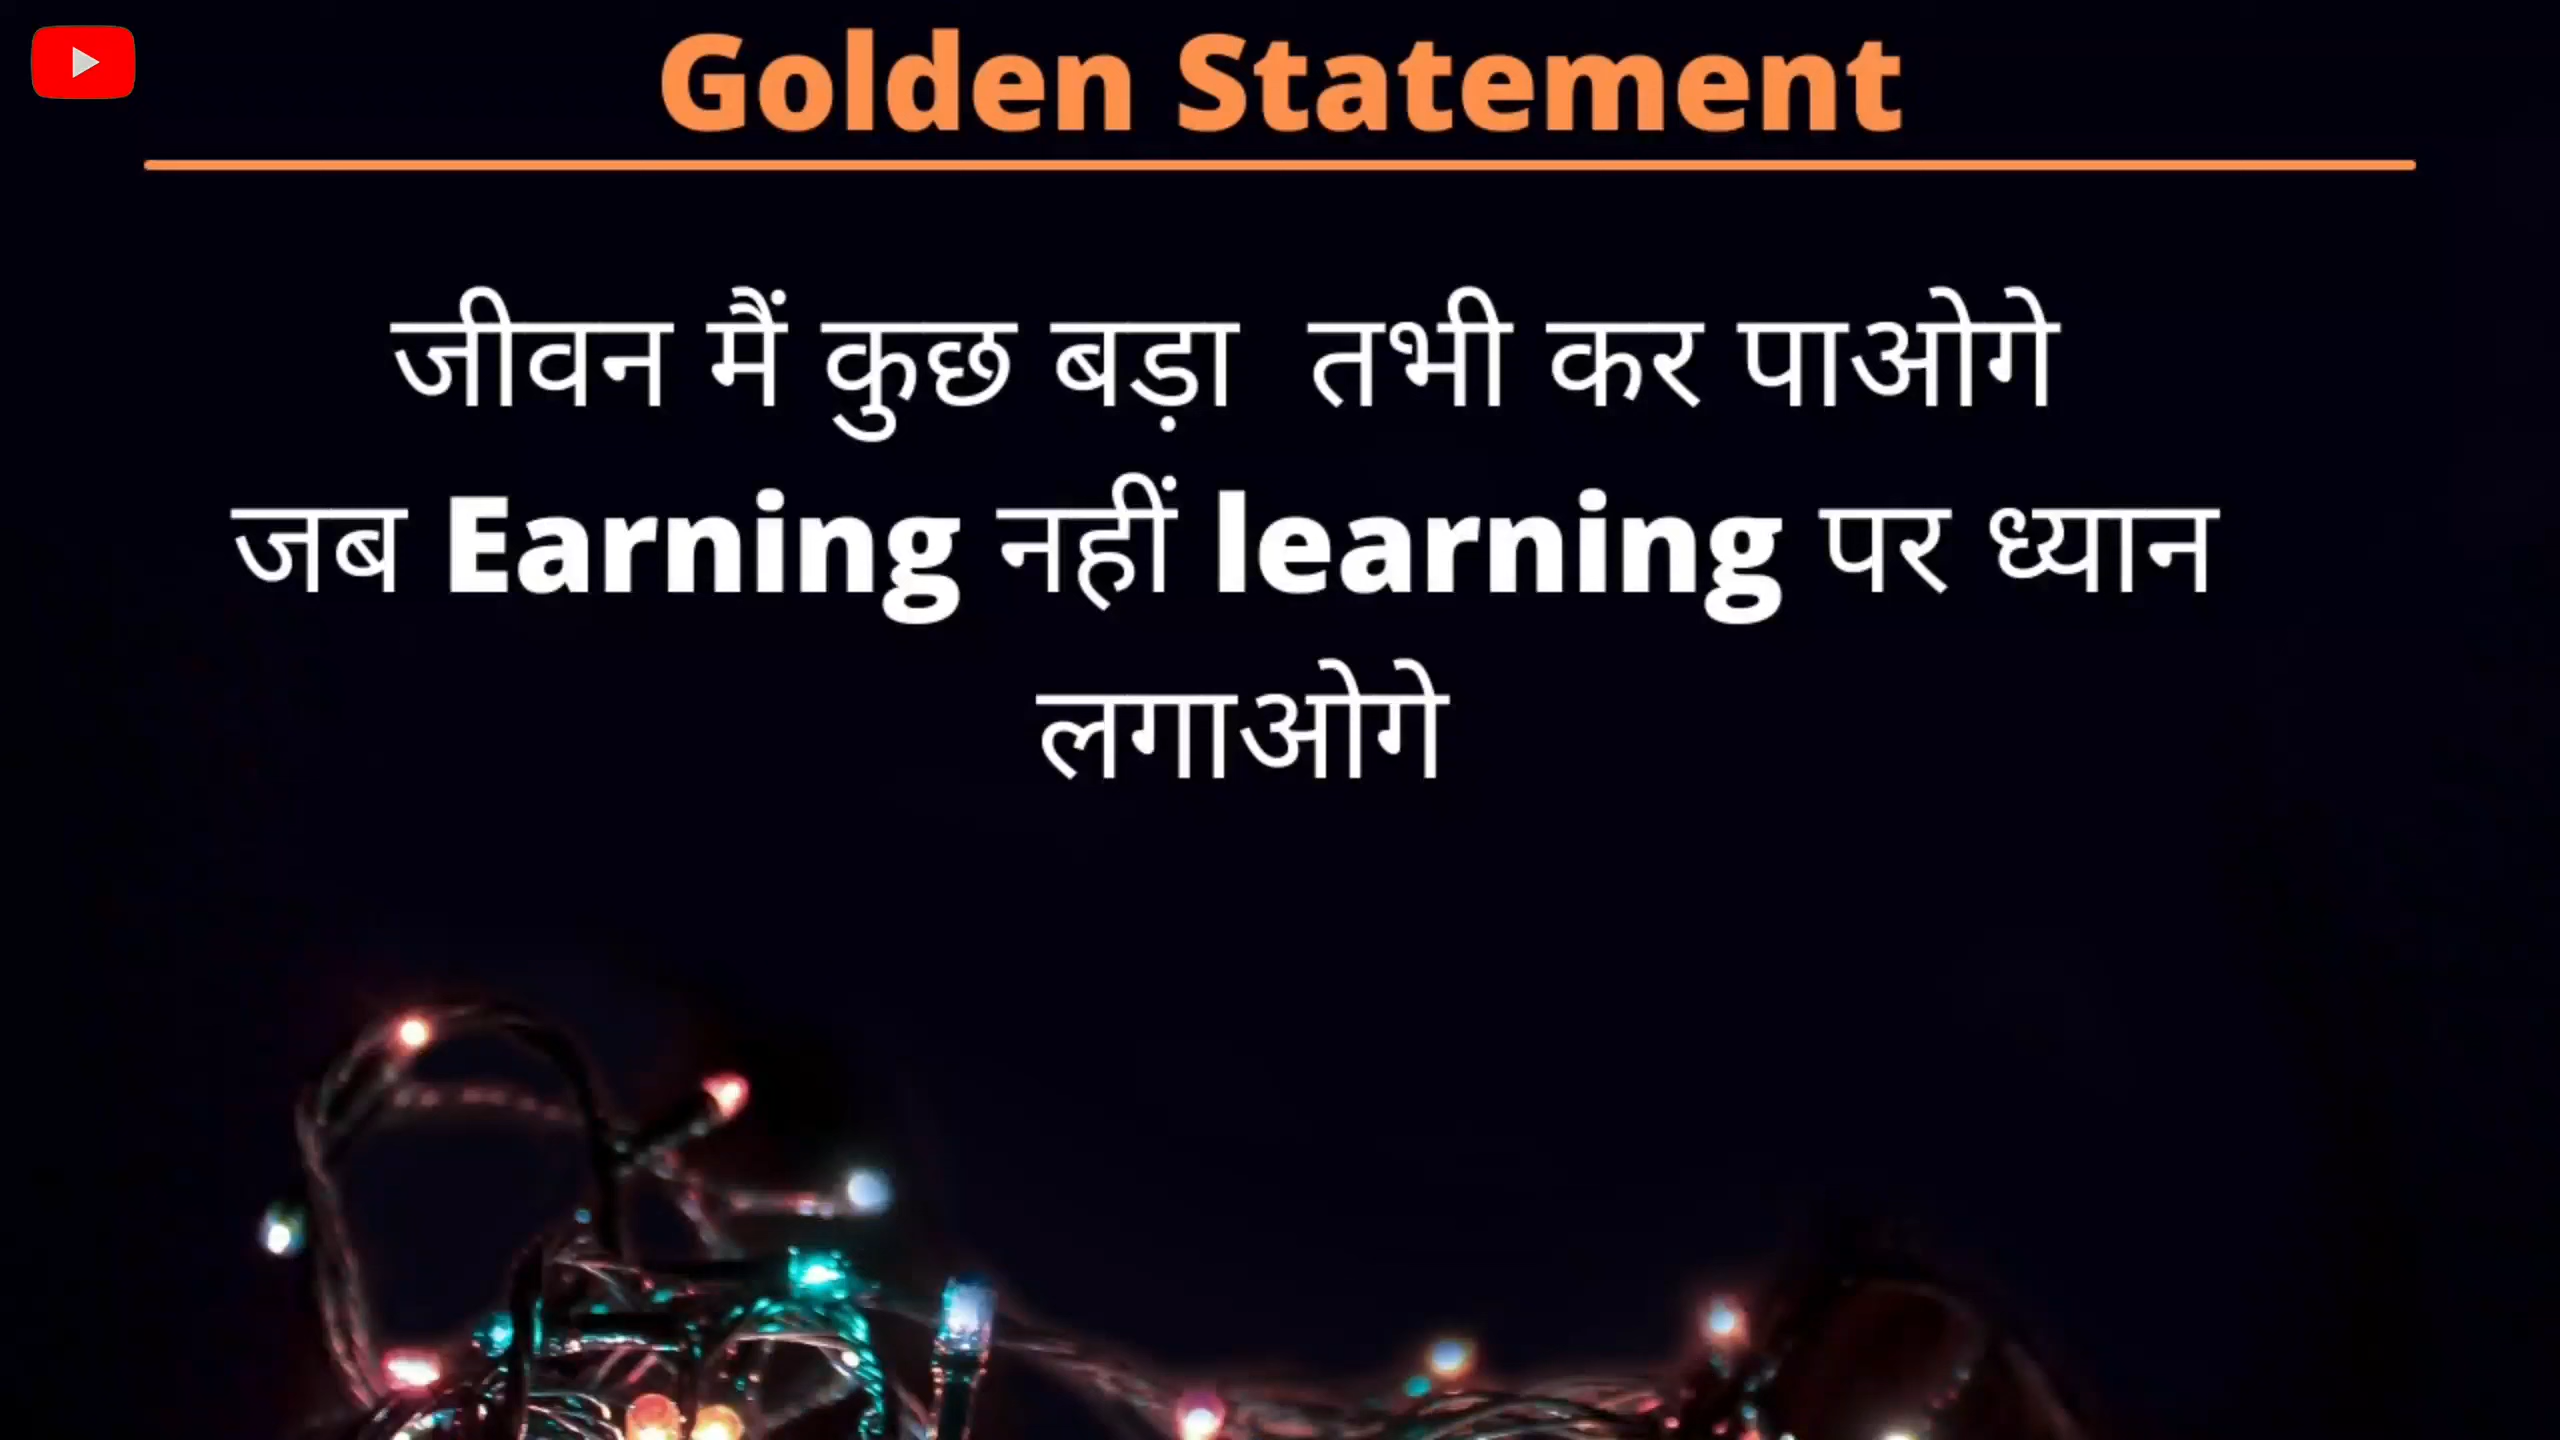 Golden Statement
जीवन मैं कुछ बड़ा तभी कर पाओगे
जब Earning नहीं learning पर ध्यान
लगाओगे